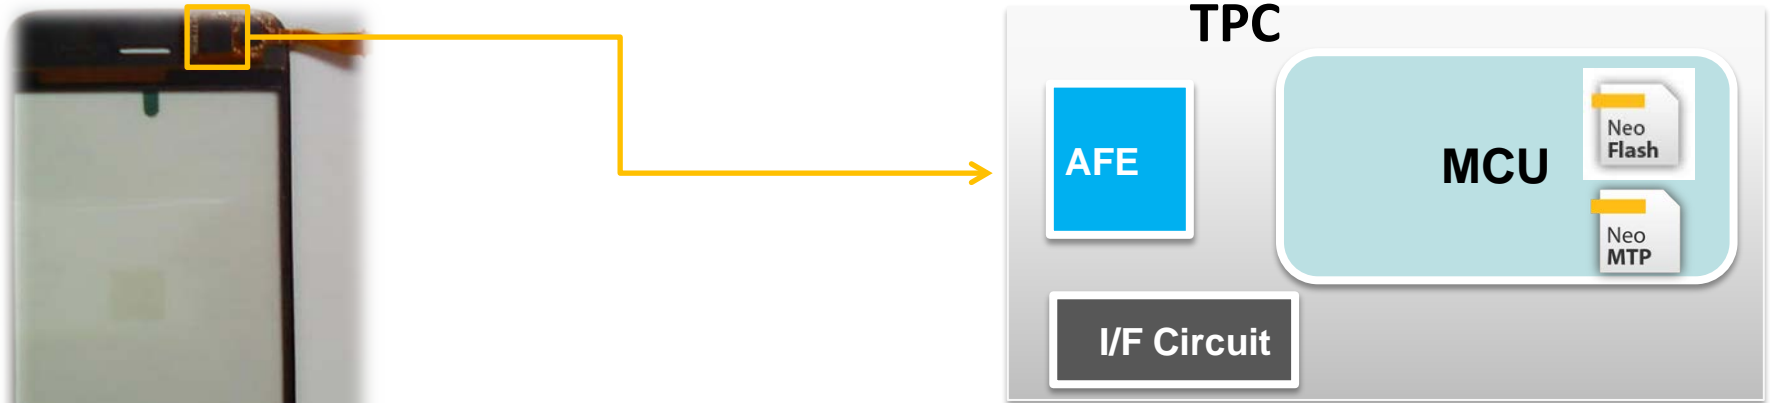 TPC
AFE
MCU
Neo
Flash
Neo
MTP
I/F Circuit